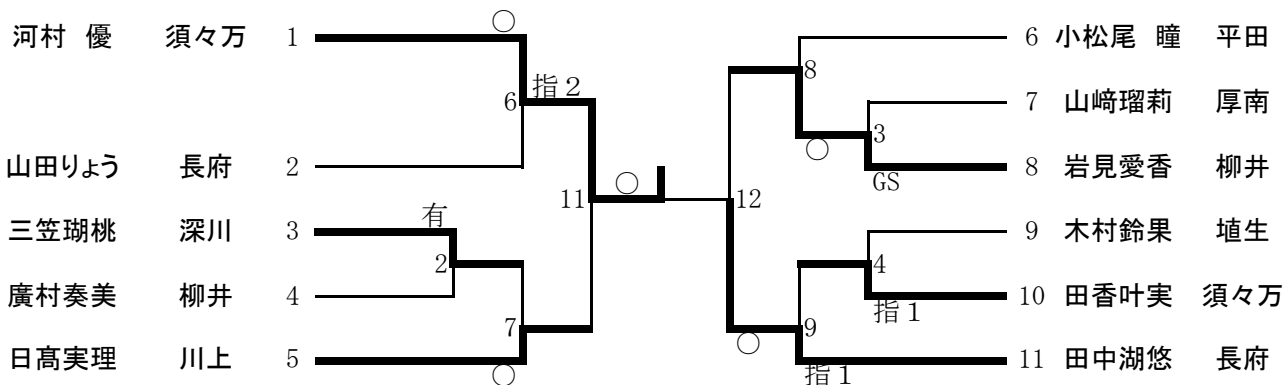 ○
河村 優 須々万 1
指2
6
山田りょう 長府 2
○
11
有
三笠瑚桃 深川 3
2
廣村奏美 柳井 4
7
日髙実理 川上 5
○
6 小松尾 瞳 平田
8
7 山﨑瑠莉 厚南
3
○
8 岩見愛香 柳井
GS
12
9 木村鈴果 埴生
4
10 田香叶実 須々万
指1
9
○
11 田中湖悠 長府
指1